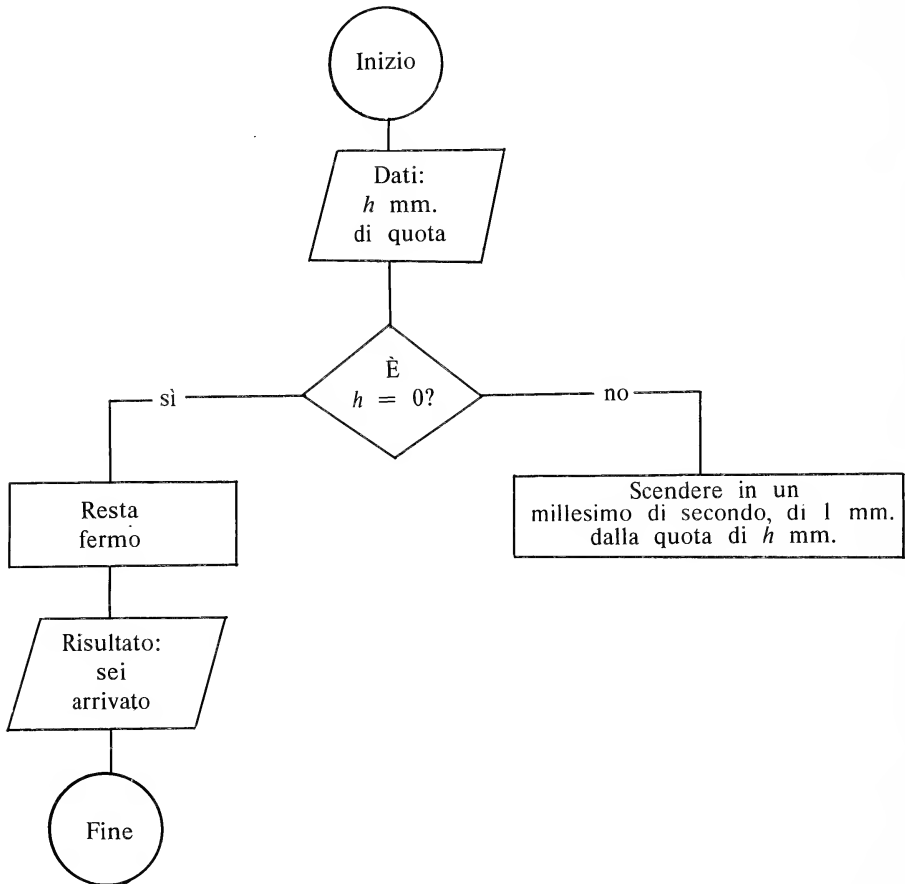 Inizio
Dati:
h mm.
di quota
È
h = 0?
sì
no
Resta
fermo
Scendere in un
millesimo di secondo, di 1 mm.
dalla quota di h mm.
Risultato:
sei
arrivato
Fine